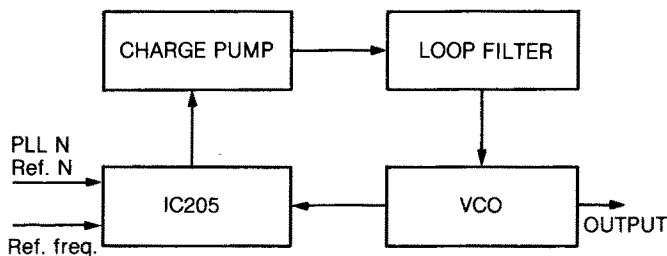 CHARGE PUMP
LOOP FILTER
PLL N
Ref. N
IC205
VCO
OUTPUT
Ref. freq.